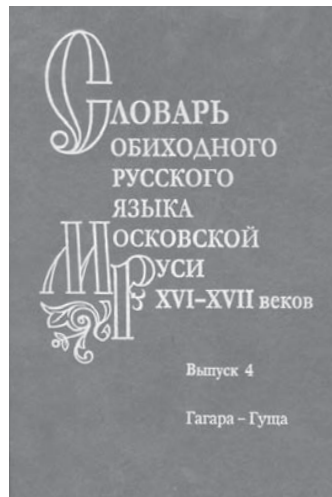 СЛОВАРЬ
ОБИХОДНОГО
РУССКОГО
ЯЗЫКА
МОСКОВСКОЙ
РУСИ
XVI–XVII веков
Выпуск 4
Гагара – Гуща